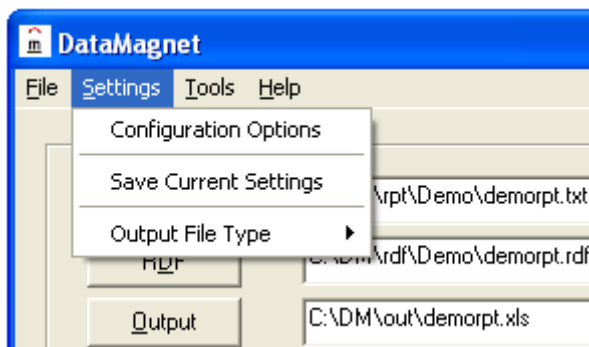 DataMagnet
File Settings Tools Help
Configuration Options
Save Current Settings
\rpt\Demo\demorpt.txt
Output File Type
RDF C:\DM\rdf\Demo\demorpt.rdf
Output C:\DM\out\demorpt.xls